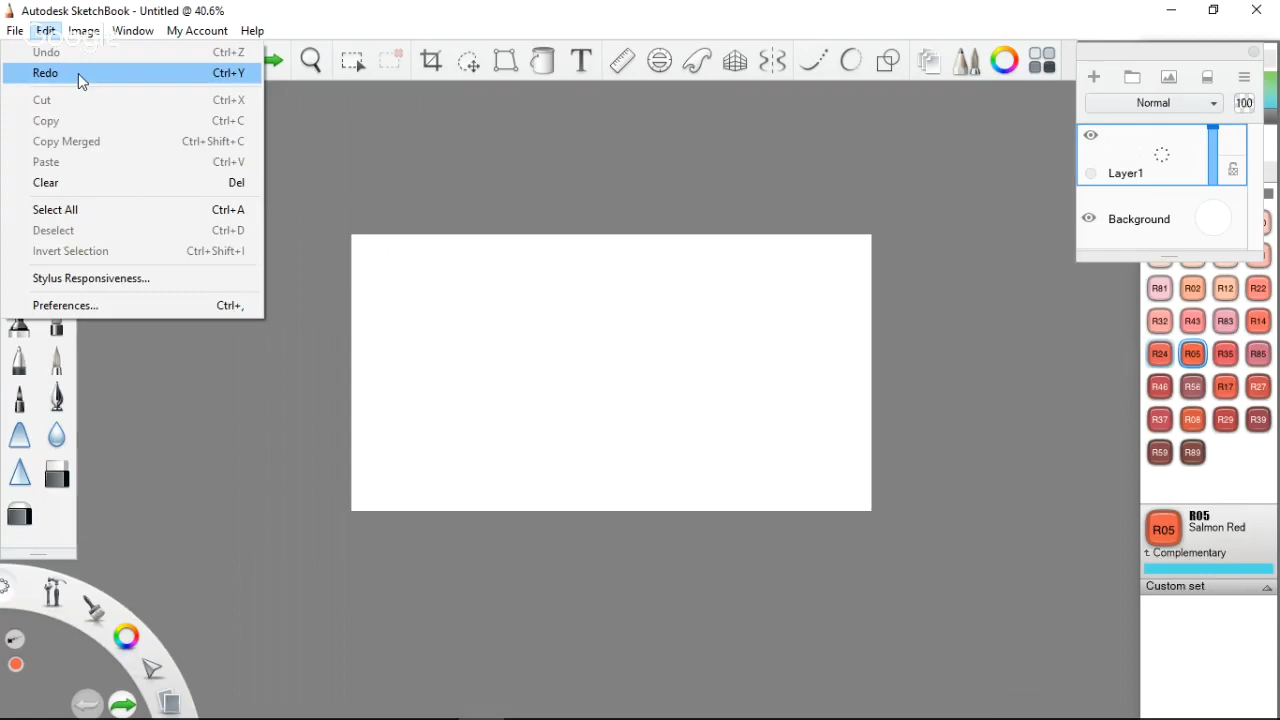 Autodesk SketchBook - Untitled @ 40.6%
File Edit Image Window My Account Help
Undo Ctrl+Z
Redo Ctrl+Y
Cut Ctrl+X
Copy Ctrl+C
Copy Merged Ctrl+Shift+C
Paste Ctrl+V
Clear Del
Select All Ctrl+A
Deselect Ctrl+D
Invert Selection Ctrl+Shift+I
Stylus Responsiveness...
Preferences... Ctrl+,
T
Normal 100
Layer1
Background
R81 R02 R12 R22
R32 R43 R83 R14
R24 R05 R35 R85
R46 R56 R17 R27
R37 R08 R29 R39
R59 R89
R05 R05
Salmon Red
Complementary
Custom set